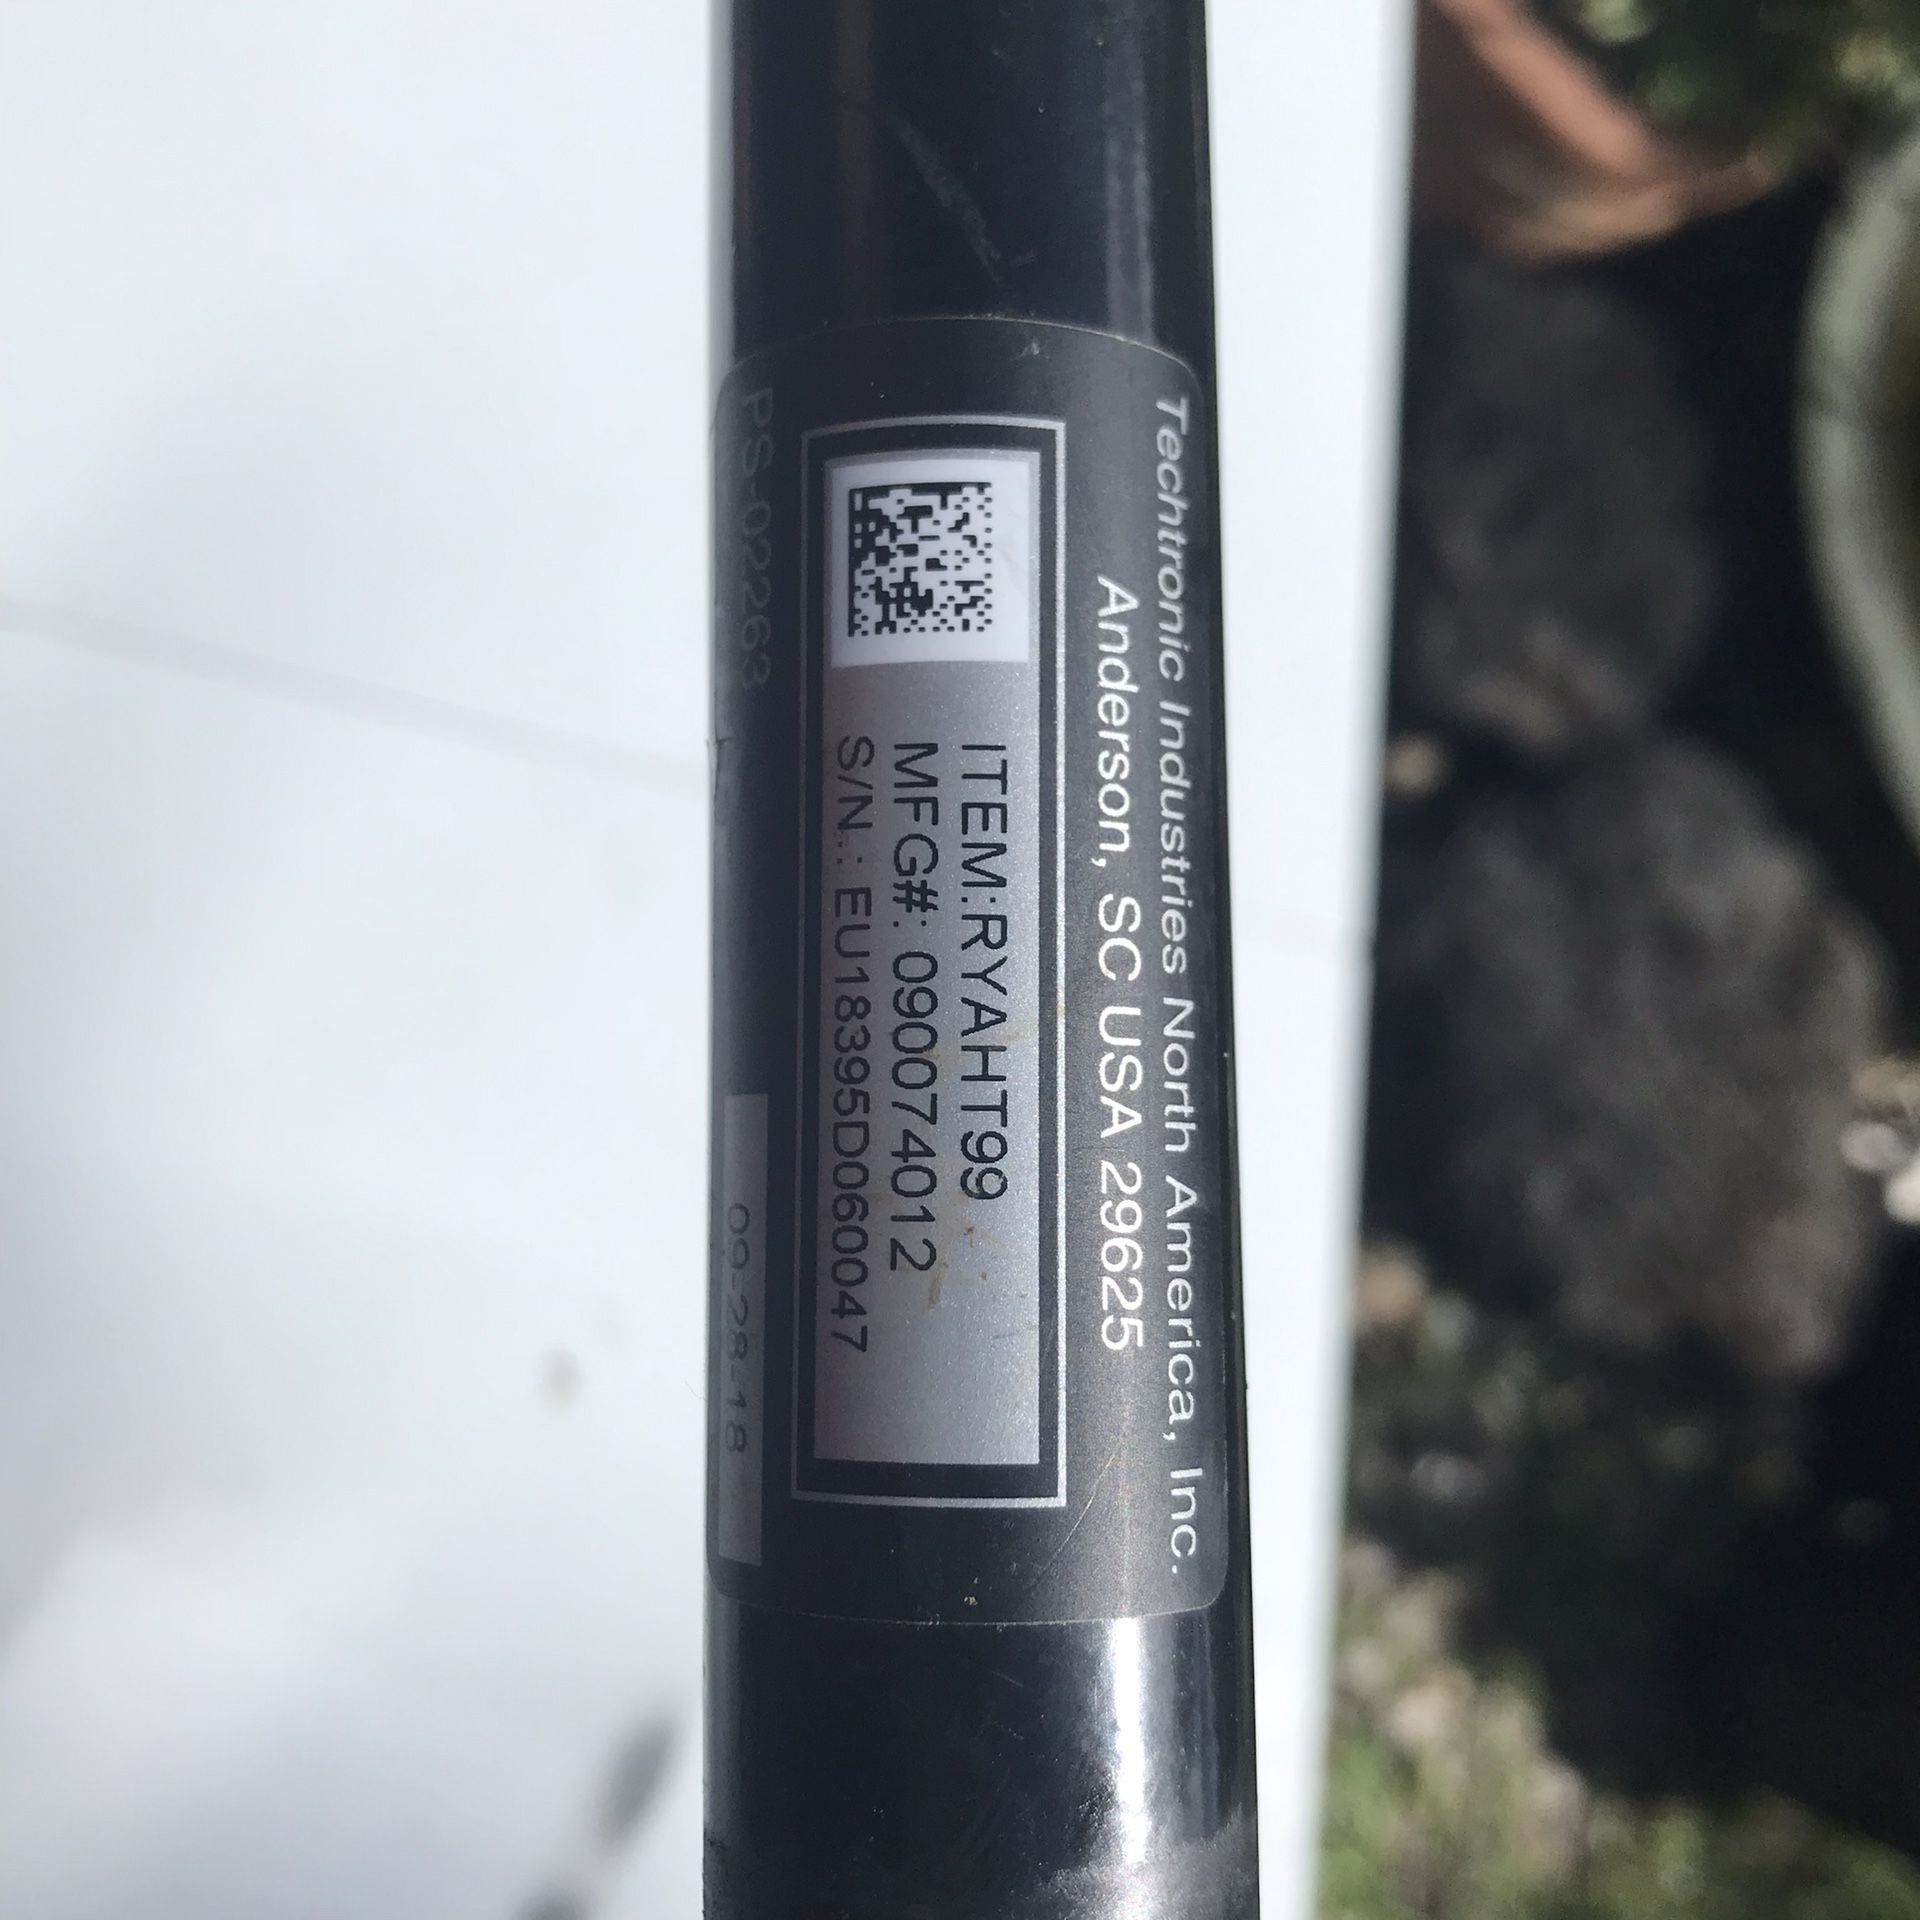 Techtronic Industries North America, Inc.
Anderson, SC USA 29625
ITEM:RYAHT99
MFG#: 090074012
S/N.: EU18395D060047
PS-02263
09-28-18